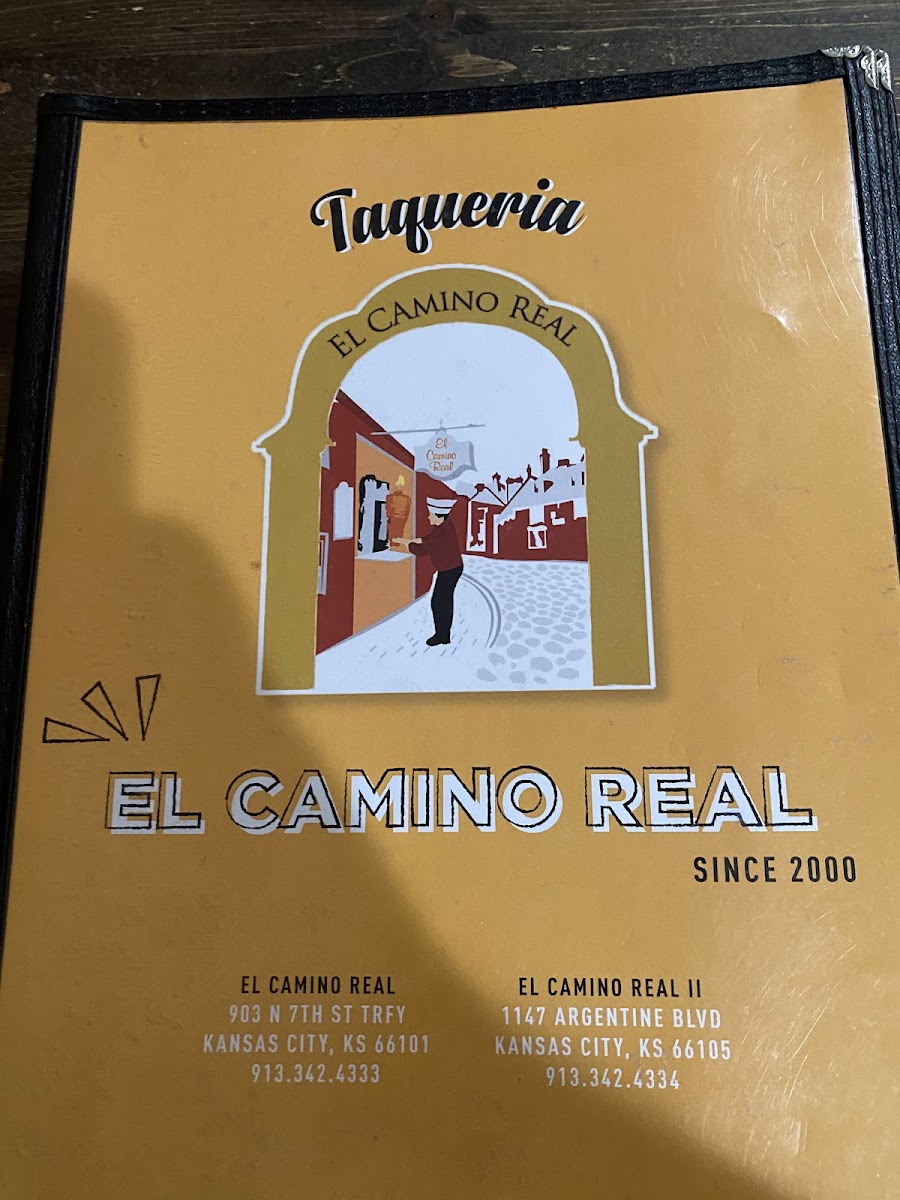 Taqueria
EL CAMINO REAL
El
Camino
Real
EL CAMINO REAL
SINCE 2000
EL CAMINO REAL
903 N 7TH ST TRFY
KANSAS CITY, KS 66101
913.342.4333
EL CAMINO REAL II
1147 ARGENTINE BLVD
KANSAS CITY, KS 66105
913.342.4334